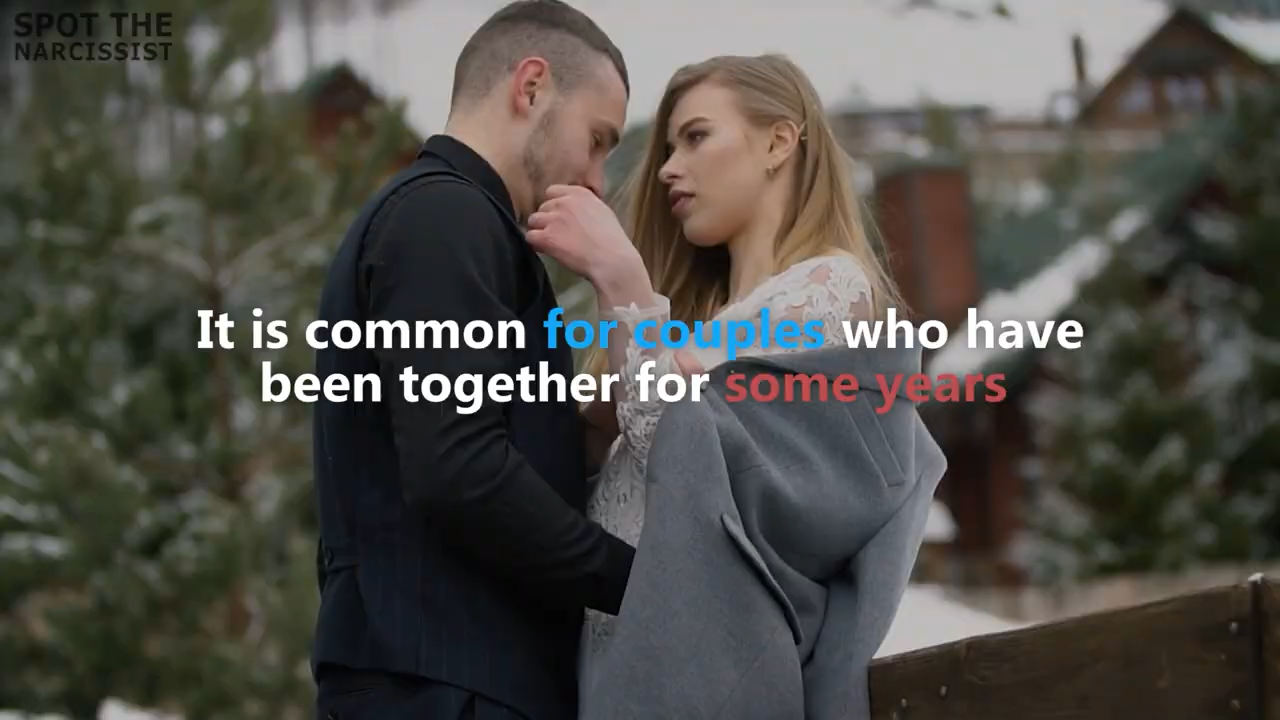 SPOT THE
NARCISSIST
It is common for couples who have
been together for some years